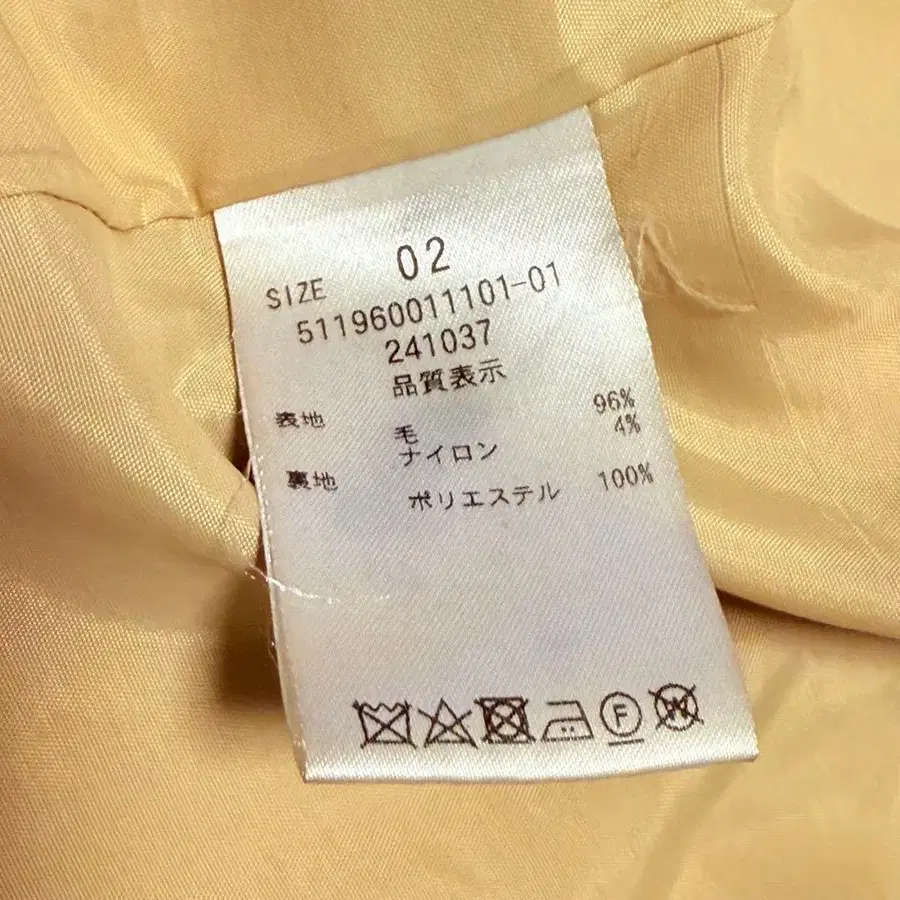 SIZE 02
511960011101-01
241037
品質表示
表地 毛 96%
ナイロン 4%
裏地 ポリエステル 100%
F
W